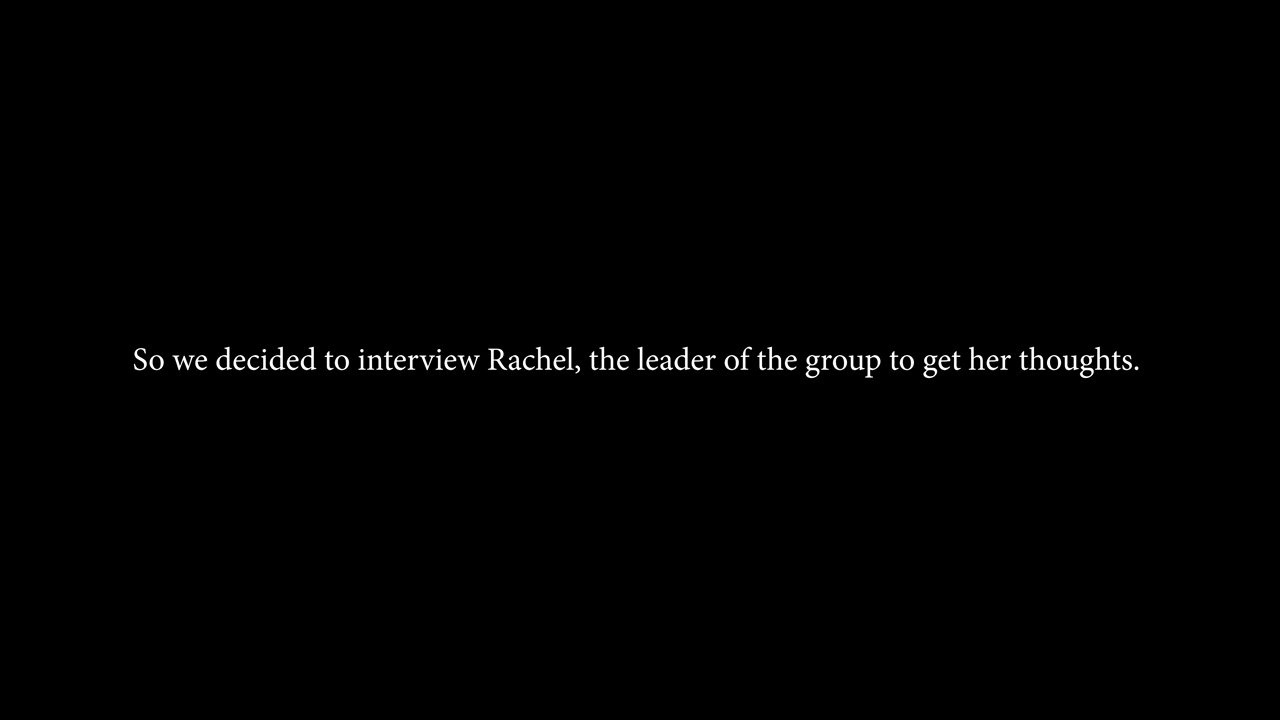 So we decided to interview Rachel, the leader of the group to get her thoughts.